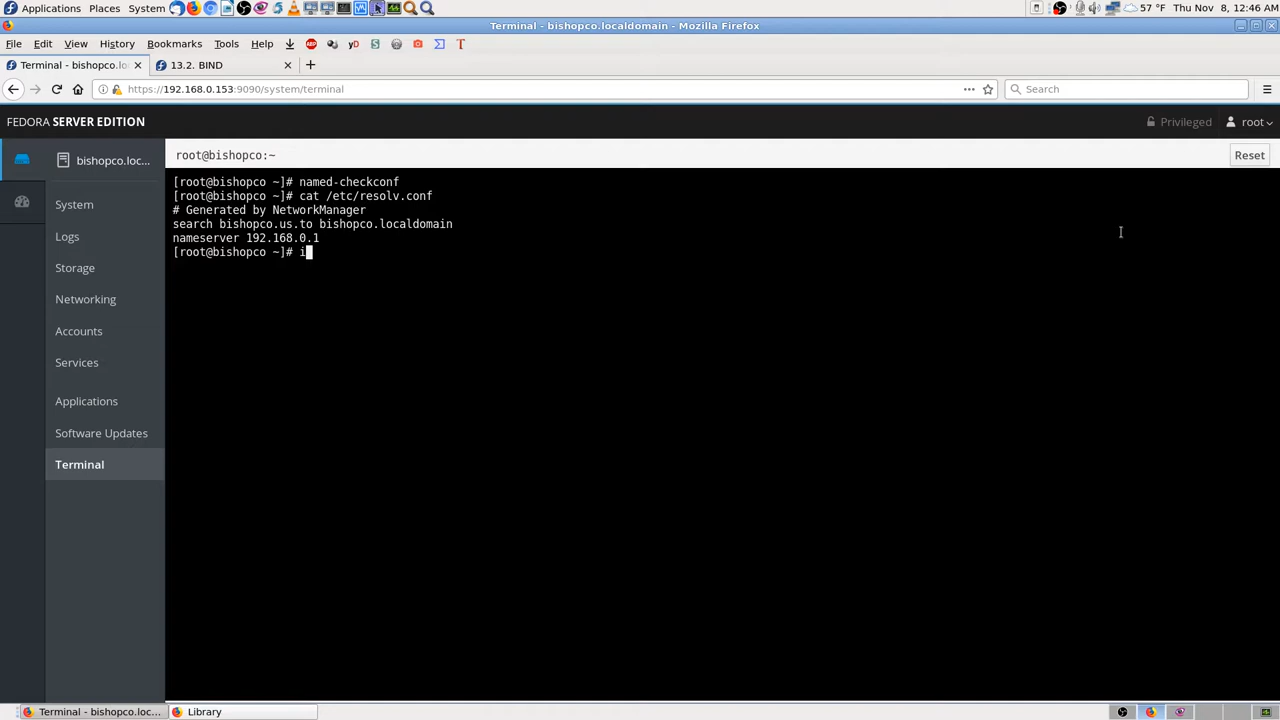 Applications Places System 57 °F Thu Nov 8, 12:46 AM
Terminal - bishopco.localdomain - Mozilla Firefox
File Edit View History Bookmarks Tools Help
Terminal - bishopco.lo 13.2. BIND
https://192.168.0.153:9090/system/terminal Search
FEDORA SERVER EDITION Privileged root
bishopco.loc... root@bishopco:~ Reset
System
Logs
Storage
Networking
Accounts
Services
Applications
Software Updates
Terminal
[root@bishopco ~]# named-checkconf
[root@bishopco ~]# cat /etc/resolv.conf
# Generated by NetworkManager
search bishopco.us.to bishopco.localdomain
nameserver 192.168.0.1
[root@bishopco ~]# i
Terminal - bishopco.loc... Library